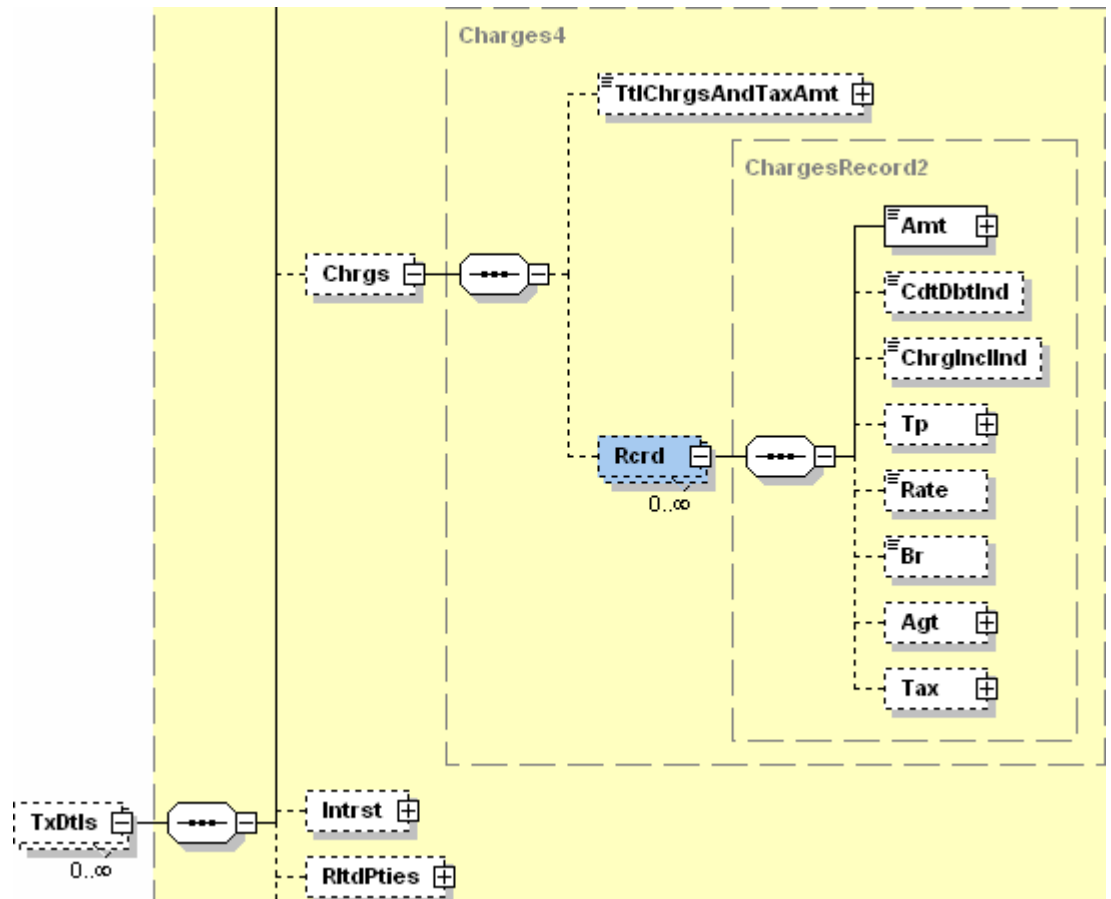 Charges4
TtlChrgsAndTaxAmt
ChargesRecord2
Amt
CdtDbtInd
Chrgs
ChrgInclInd
Tp
Rcrd
0..∞
Rate
Br
Agt
Tax
TxDtls
0..∞
Intrst
RltdPties